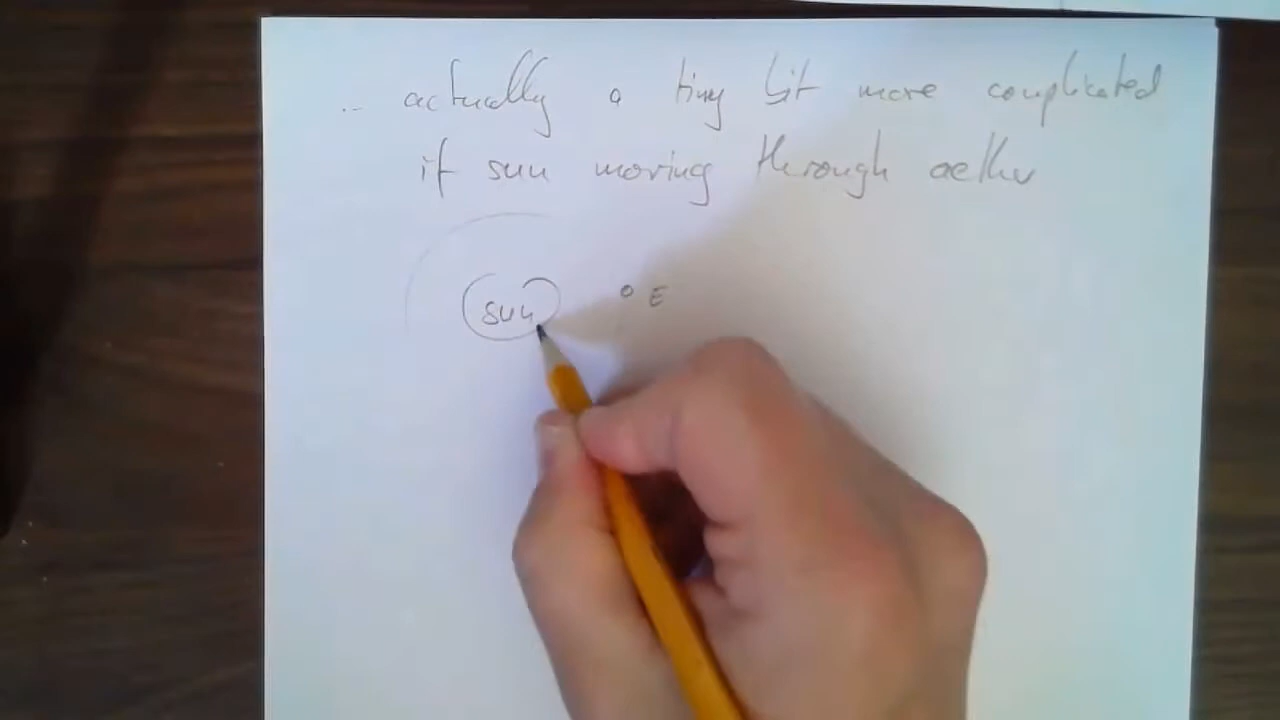 .. actually a tiny bit more complicated
if sun moving through aether
sun E